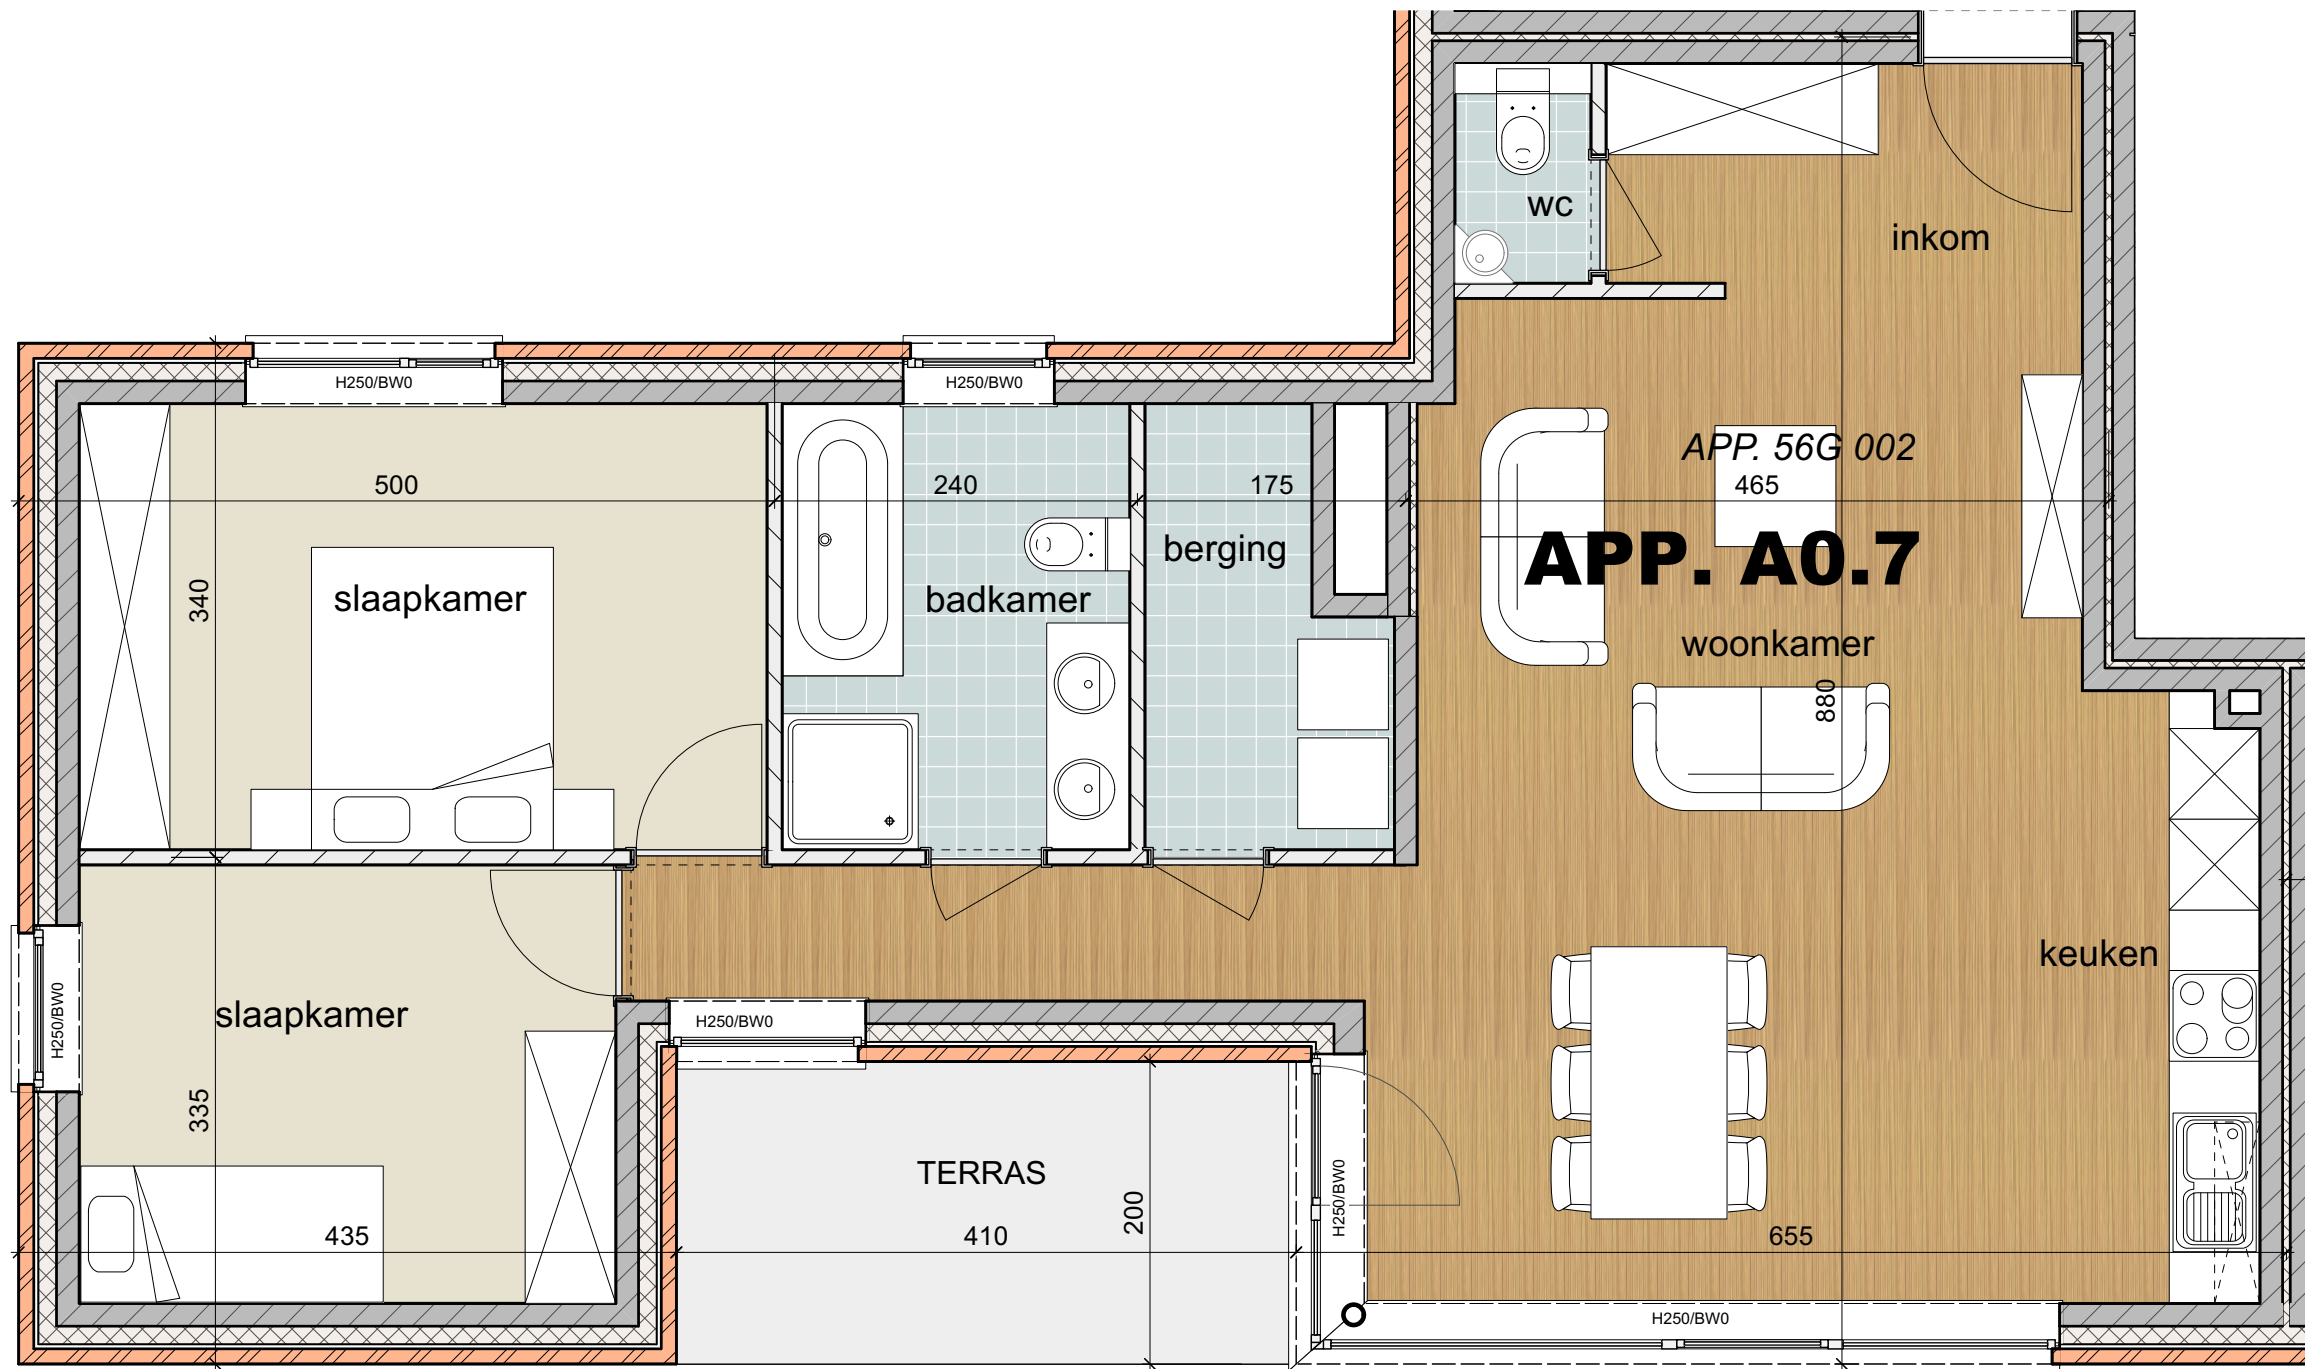 wc
inkom
H250/BW0
H250/BW0
APP. 56G 002
500
240
175
465
APP. A0.7
berging
slaapkamer
340
badkamer
woonkamer
880
keuken
slaapkamer
H250/BW0
H250/BW0
335
TERRAS
200
H250/BW0
435
410
655
H250/BW0